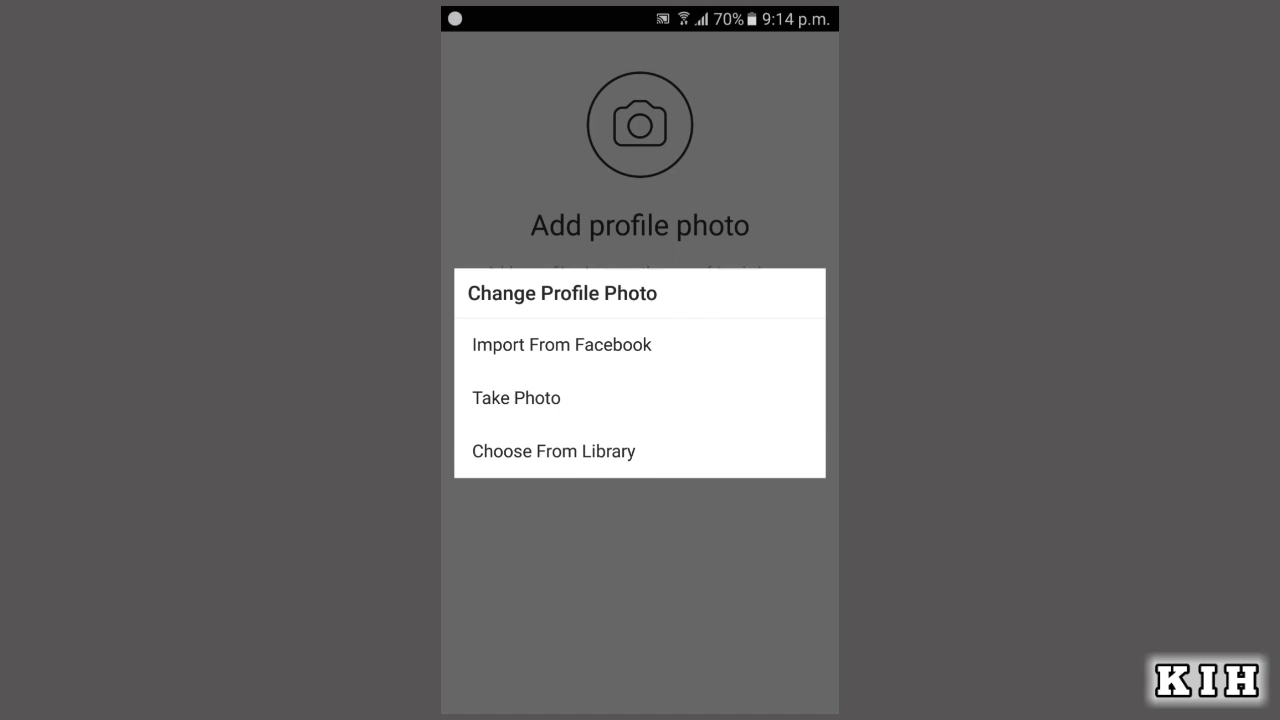 70% 9:14 p.m.
Add profile photo
Change Profile Photo
Import From Facebook
Take Photo
Choose From Library
KIH